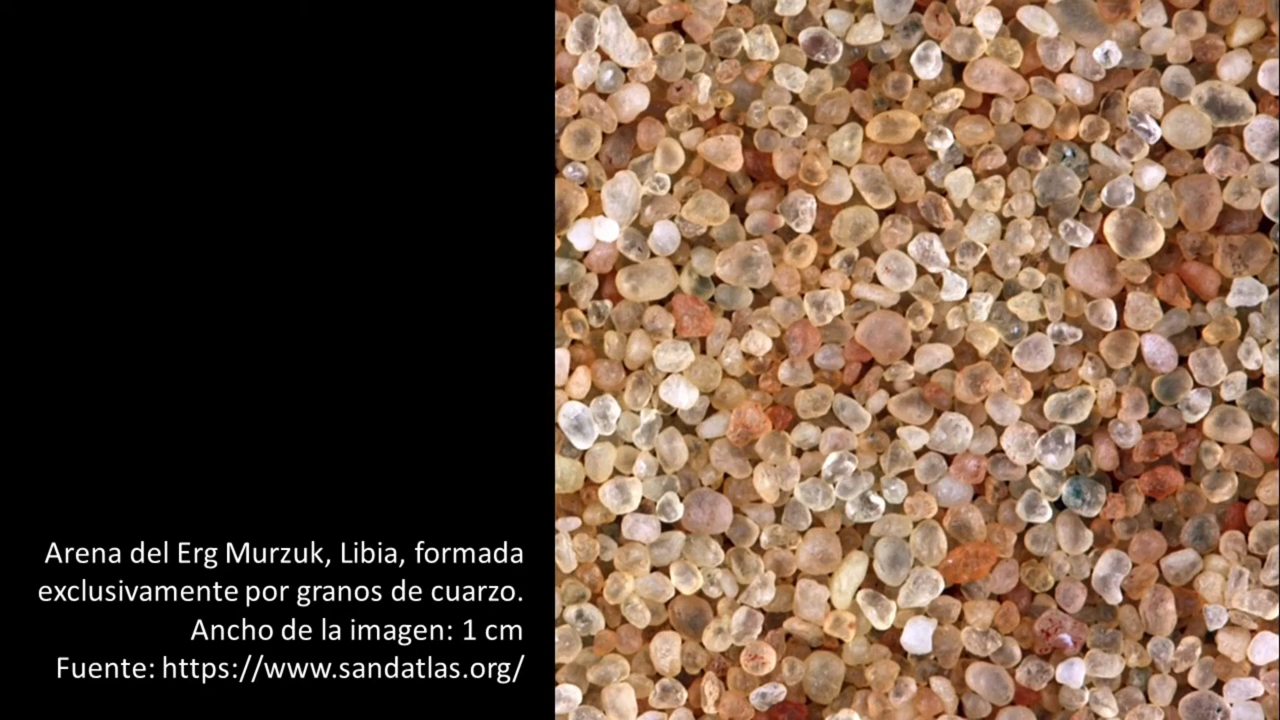 Arena del Erg Murzuk, Libia, formada
exclusivamente por granos de cuarzo.
Ancho de la imagen: 1 cm
Fuente: https://www.sandatlas.org/